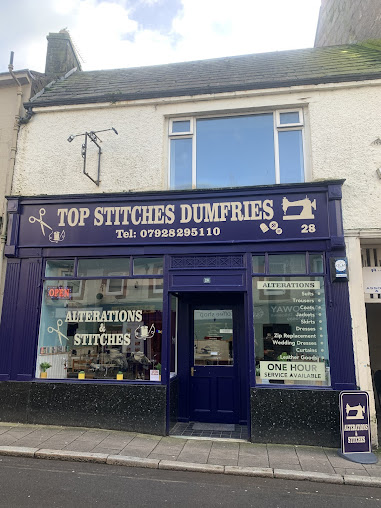 TOP STITCHES DUMFRIES
Tel: 07928295110
28
OPEN
ALTERATIONS
&
STITCHES
ALTERATIONS
Suits
Trousers
Coats
Jackets
Skirts
Dresses
Zip Replacement
Wedding Dresses
Curtains
Leather Goods
ONE HOUR
SERVICE AVAILABLE